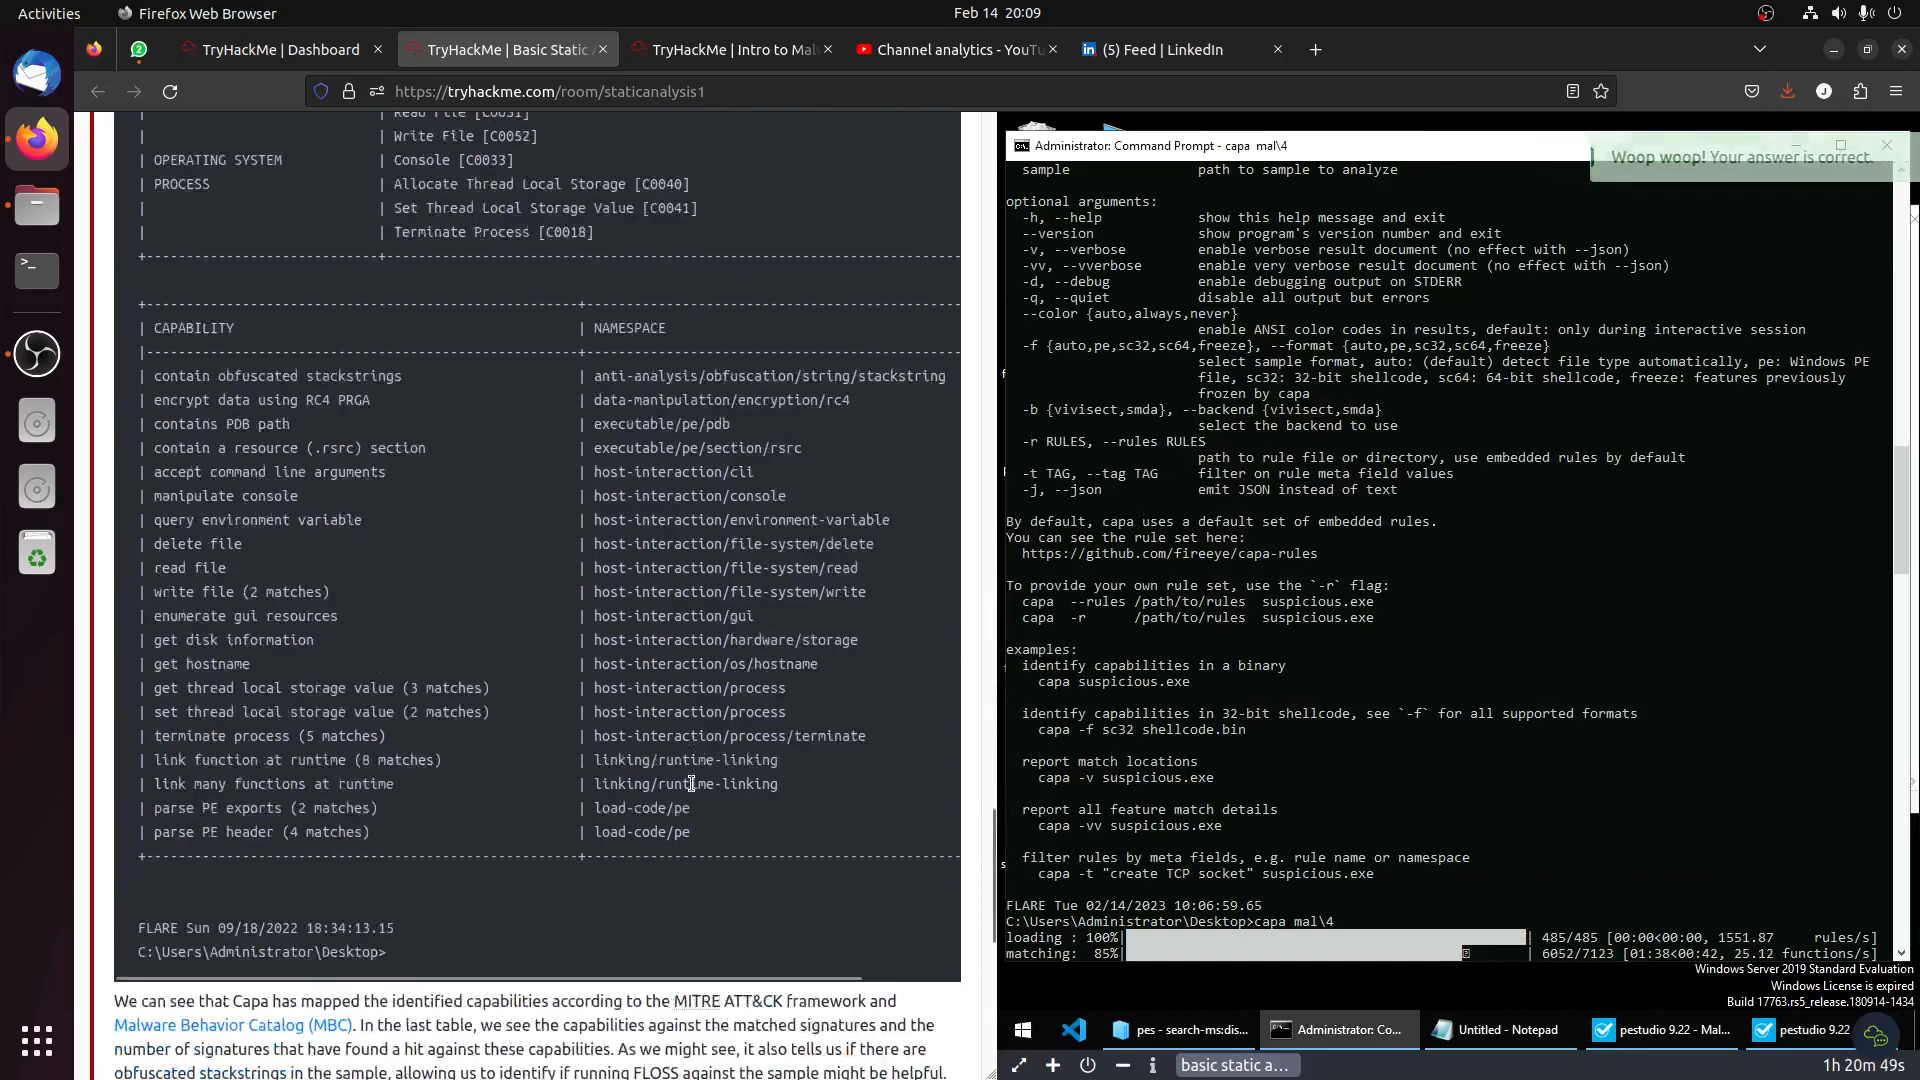 Activities
Firefox Web Browser
Feb 14 20:09
TryHackMe | Dashboard
TryHackMe | Basic Static
TryHackMe | Intro to Mal
Channel analytics - YouTu
(5) Feed | LinkedIn
https://tryhackme.com/room/staticanalysis1
| | Read File [C0051]
| | Write File [C0052]
| OPERATING SYSTEM | Console [C0033]
| PROCESS | Allocate Thread Local Storage [C0040]
| | Set Thread Local Storage Value [C0041]
| | Terminate Process [C0018]
| CAPABILITY | NAMESPACE
| contain obfuscated stackstrings | anti-analysis/obfuscation/string/stackstring
| encrypt data using RC4 PRGA | data-manipulation/encryption/rc4
| contains PDB path | executable/pe/pdb
| contain a resource (.rsrc) section | executable/pe/section/rsrc
| accept command line arguments | host-interaction/cli
| manipulate console | host-interaction/console
| query environment variable | host-interaction/environment-variable
| delete file | host-interaction/file-system/delete
| read file | host-interaction/file-system/read
| write file (2 matches) | host-interaction/file-system/write
| enumerate gui resources | host-interaction/gui
| get disk information | host-interaction/hardware/storage
| get hostname | host-interaction/os/hostname
| get thread local storage value (3 matches) | host-interaction/process
| set thread local storage value (2 matches) | host-interaction/process
| terminate process (5 matches) | host-interaction/process/terminate
| link function at runtime (8 matches) | linking/runtime-linking
| link many functions at runtime | linking/runtime-linking
| parse PE exports (2 matches) | load-code/pe
| parse PE header (4 matches) | load-code/pe
FLARE Sun 09/18/2022 18:34:13.15
C:\Users\Administrator\Desktop>
We can see that Capa has mapped the identified capabilities according to the MITRE ATT&CK framework and
Malware Behavior Catalog (MBC). In the last table, we see the capabilities against the matched signatures and the
number of signatures that have found a hit against these capabilities. As we might see, it also tells us if there are
obfuscated stackstrings in the sample, allowing us to identify if running FLOSS against the sample might be helpful.
Administrator: Command Prompt - capa mal\4
Woop woop! Your answer is correct.
sample path to sample to analyze
optional arguments:
-h, --help show this help message and exit
--version show program's version number and exit
-v, --verbose enable verbose result document (no effect with --json)
-vv, --vverbose enable very verbose result document (no effect with --json)
-d, --debug enable debugging output on STDERR
-q, --quiet disable all output but errors
--color {auto,always,never}
enable ANSI color codes in results, default: only during interactive session
-f {auto,pe,sc32,sc64,freeze}, --format {auto,pe,sc32,sc64,freeze}
select sample format, auto: (default) detect file type automatically, pe: Windows PE
file, sc32: 32-bit shellcode, sc64: 64-bit shellcode, freeze: features previously
frozen by capa
-b {vivisect,smda}, --backend {vivisect,smda}
select the backend to use
-r RULES, --rules RULES
path to rule file or directory, use embedded rules by default
-t TAG, --tag TAG filter on rule meta field values
-j, --json emit JSON instead of text
By default, capa uses a default set of embedded rules.
You can see the rule set here:
https://github.com/fireeye/capa-rules
To provide your own rule set, use the `-r` flag:
capa --rules /path/to/rules suspicious.exe
capa -r /path/to/rules suspicious.exe
examples:
identify capabilities in a binary
capa suspicious.exe
identify capabilities in 32-bit shellcode, see `-f` for all supported formats
capa -f sc32 shellcode.bin
report match locations
capa -v suspicious.exe
report all feature match details
capa -vv suspicious.exe
filter rules by meta fields, e.g. rule name or namespace
capa -t "create TCP socket" suspicious.exe
FLARE Tue 02/14/2023 10:06:59.65
C:\Users\Administrator\Desktop>capa mal\4
loading : 100%| | 485/485 [00:00<00:00, 1551.87 rules/s]
matching: 85%| | 6052/7123 [01:38<00:42, 25.12 functions/s]
Windows Server 2019 Standard Evaluation
Windows License is expired
Build 17763.rs5_release.180914-1434
pes - search-ms:dis...
Administrator: Co...
Untitled - Notepad
pestudio 9.22 - Mal...
pestudio 9.22
basic static a...
1h 20m 49s